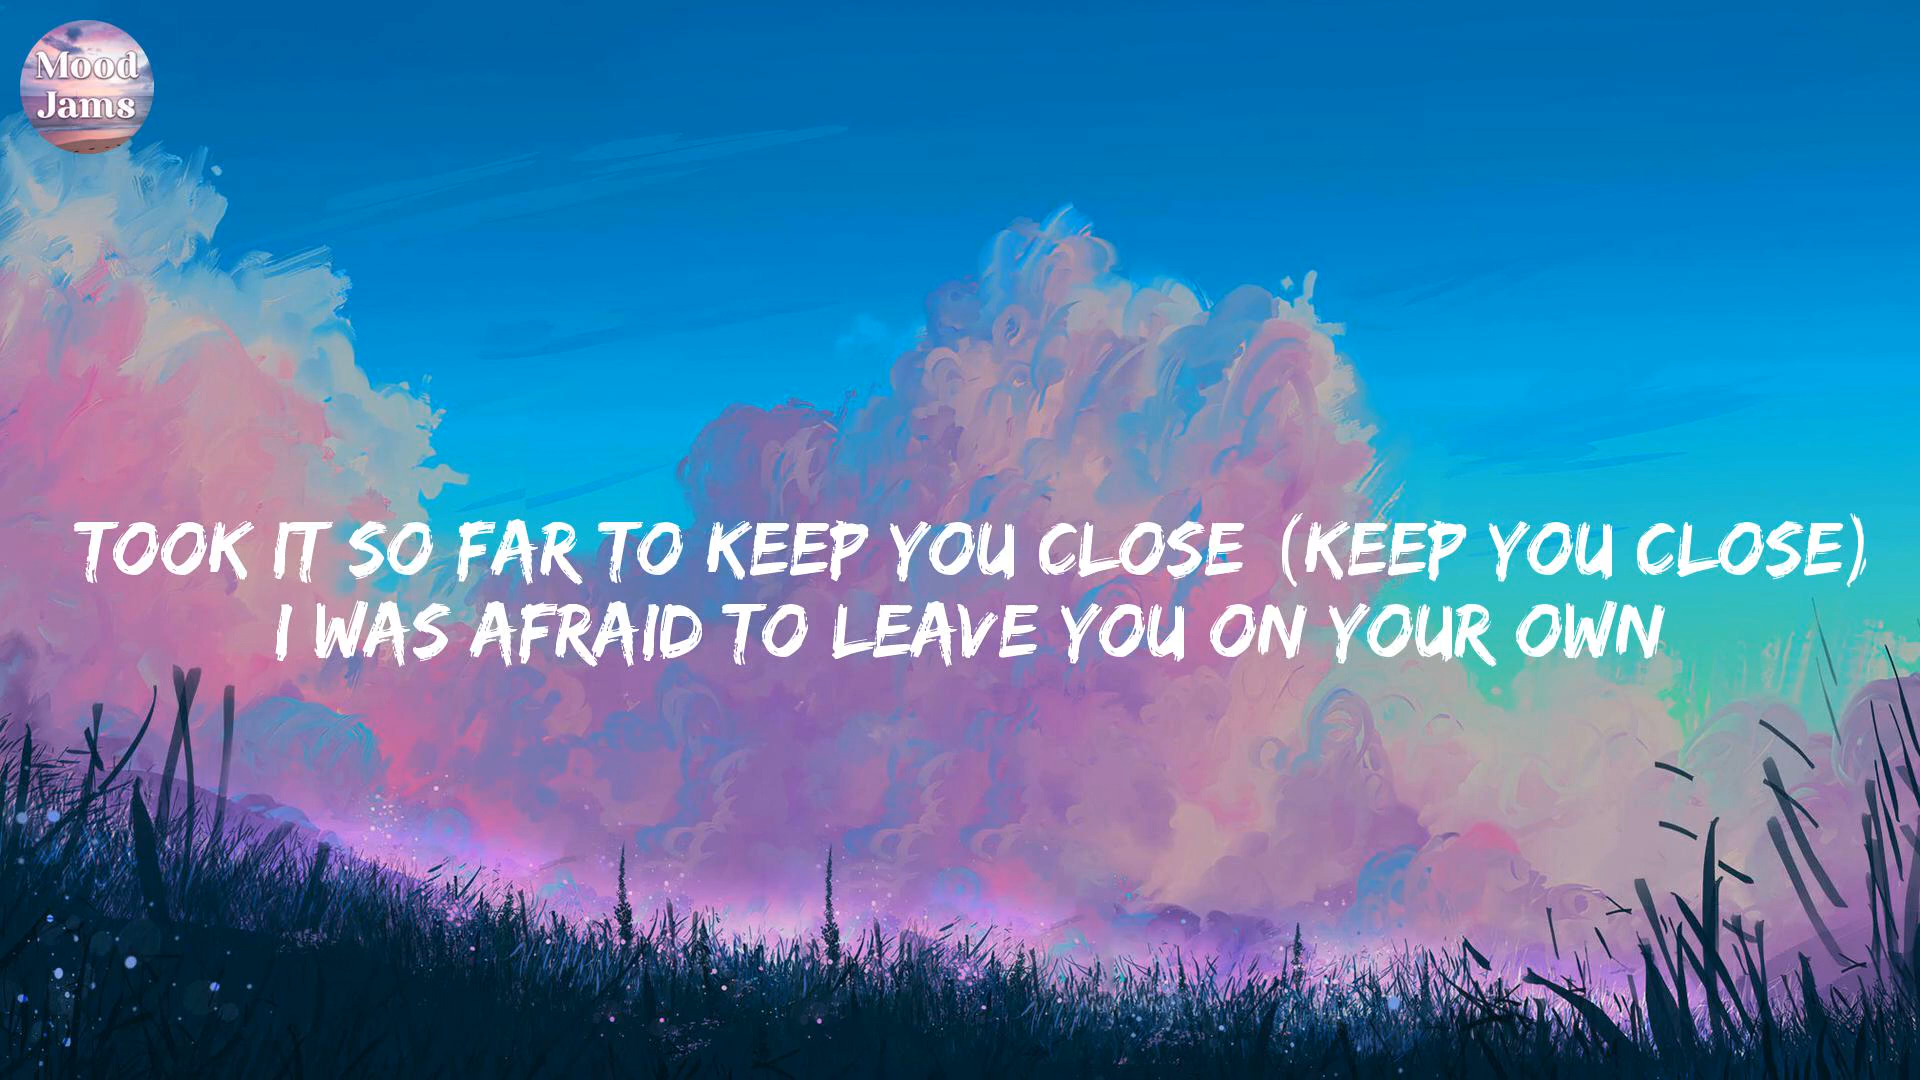 Mood
Jams
TOOK IT SO FAR TO KEEP YOU CLOSE (KEEP YOU CLOSE)
I WAS AFRAID TO LEAVE YOU ON YOUR OWN